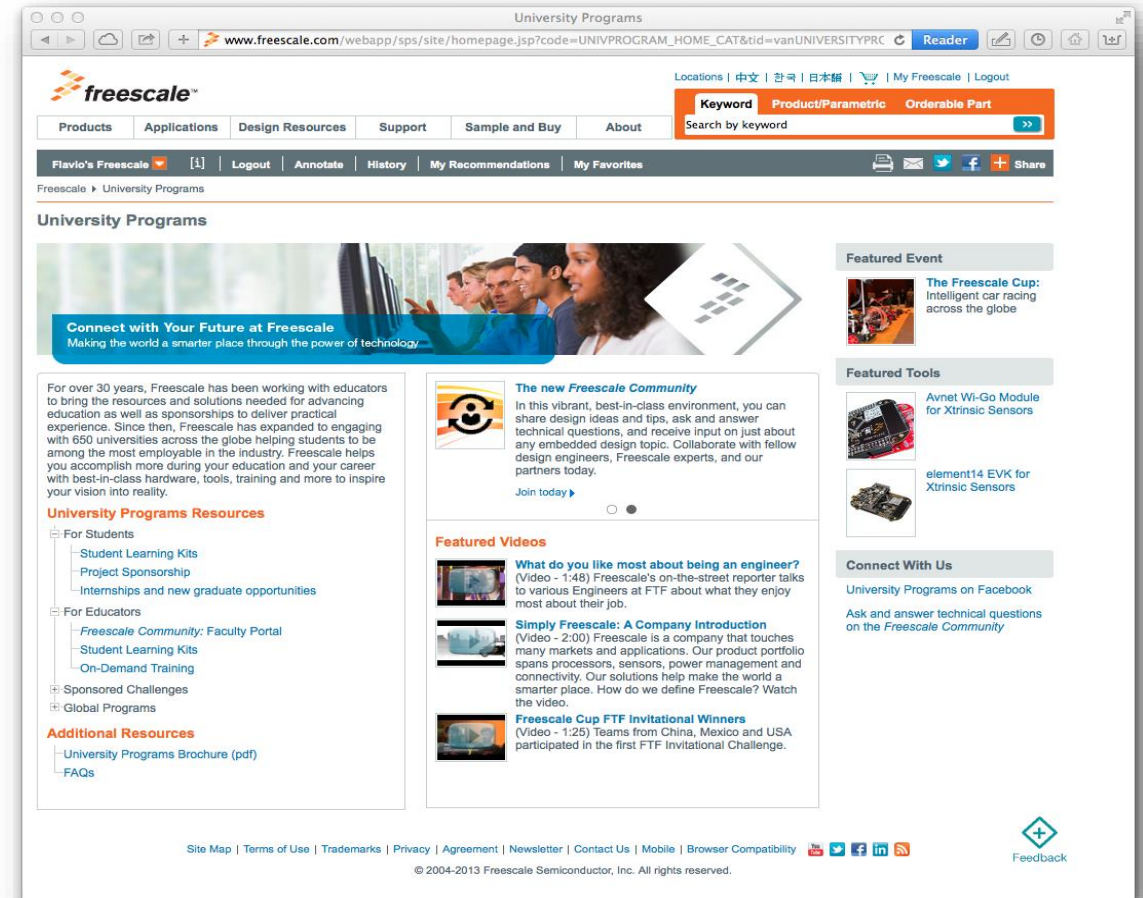 University Programs
www.freescale.com/webapp/sps/site/homepage.jsp?code=UNIVPROGRAM_HOME_CAT&tid=vanUNIVERSITYPRC
Reader
freescale™
Locations | 中文 | 한국 | 日本語 | | My Freescale | Logout
Keyword Product/Parametric Orderable Part
Search by keyword
Products Applications Design Resources Support Sample and Buy About
Flavio's Freescale [i] | Logout | Annotate | History | My Recommendations | My Favorites
Share
Freescale University Programs
University Programs
Connect with Your Future at Freescale
Making the world a smarter place through the power of technology
For over 30 years, Freescale has been working with educators
to bring the resources and solutions needed for advancing
education as well as sponsorships to deliver practical
experience. Since then, Freescale has expanded to engaging
with 650 universities across the globe helping students to be
among the most employable in the industry. Freescale helps
you accomplish more during your education and your career
with best-in-class hardware, tools, training and more to inspire
your vision into reality.
University Programs Resources
For Students
Student Learning Kits
Project Sponsorship
Internships and new graduate opportunities
For Educators
Freescale Community: Faculty Portal
Student Learning Kits
On-Demand Training
Sponsored Challenges
Global Programs
Additional Resources
University Programs Brochure (pdf)
FAQs
The new Freescale Community
In this vibrant, best-in-class environment, you can
share design ideas and tips, ask and answer
technical questions, and receive input on just about
any embedded design topic. Collaborate with fellow
design engineers, Freescale experts, and our
partners today.
Join today
Featured Videos
What do you like most about being an engineer?
(Video - 1:48) Freescale's on-the-street reporter talks
to various Engineers at FTF about what they enjoy
most about their job.
Simply Freescale: A Company Introduction
(Video - 2:00) Freescale is a company that touches
many markets and applications. Our product portfolio
spans processors, sensors, power management and
connectivity. Our solutions help make the world a
smarter place. How do we define Freescale? Watch
the video.
Freescale Cup FTF Invitational Winners
(Video - 1:25) Teams from China, Mexico and USA
participated in the first FTF Invitational Challenge.
Featured Event
The Freescale Cup:
Intelligent car racing
across the globe
Featured Tools
Avnet Wi-Go Module
for Xtrinsic Sensors
element14 EVK for
Xtrinsic Sensors
Connect With Us
University Programs on Facebook
Ask and answer technical questions
on the Freescale Community
Feedback
Site Map | Terms of Use | Trademarks | Privacy | Agreement | Newsletter | Contact Us | Mobile | Browser Compatibility
© 2004-2013 Freescale Semiconductor, Inc. All rights reserved.